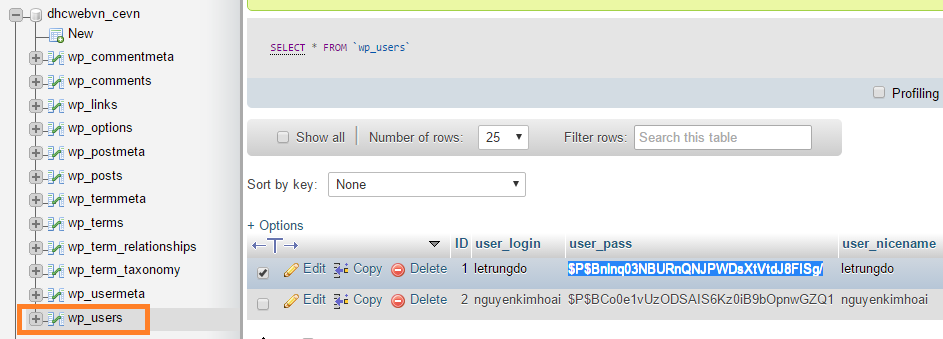 dhcwebvn_cevn
New
wp_commentmeta
wp_comments
wp_links
wp_options
wp_postmeta
wp_posts
wp_termmeta
wp_terms
wp_term_relationships
wp_term_taxonomy
wp_usermeta
wp_users
SELECT * FROM `wp_users`
Profiling
Show all Number of rows: 25 Filter rows: Search this table
Sort by key: None
+ Options
ID user_login user_pass user_nicename
Edit Copy Delete 1 letrungdo $P$BnInq03NBURnQNJPWDsXtVtdJ8FISg/ letrungdo
Edit Copy Delete 2 nguyenkimhoai $P$BCo0e1vUzODSAIS6Kz0iB9bOpnwGZQ1 nguyenkimhoai